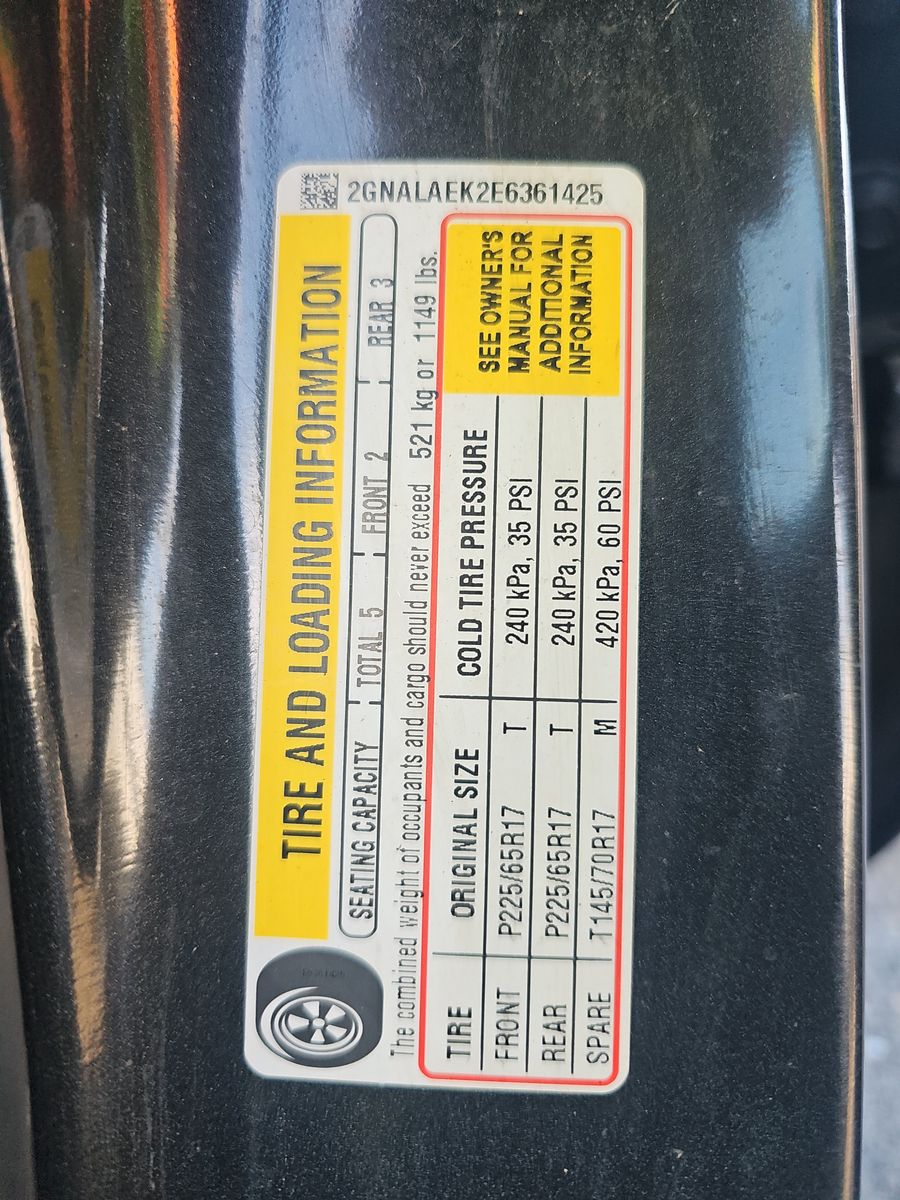 2GNALAEK2E6361425
TIRE AND LOADING INFORMATION
SEATING CAPACITY TOTAL 5 FRONT 2 REAR 3
The combined weight of occupants and cargo should never exceed 521 kg or 1149 lbs.
TIRE ORIGINAL SIZE COLD TIRE PRESSURE
FRONT P225/65R17 T 240 kPa, 35 PSI
REAR P225/65R17 T 240 kPa, 35 PSI
SPARE T145/70R17 M 420 kPa, 60 PSI
SEE OWNER'S
MANUAL FOR
ADDITIONAL
INFORMATION